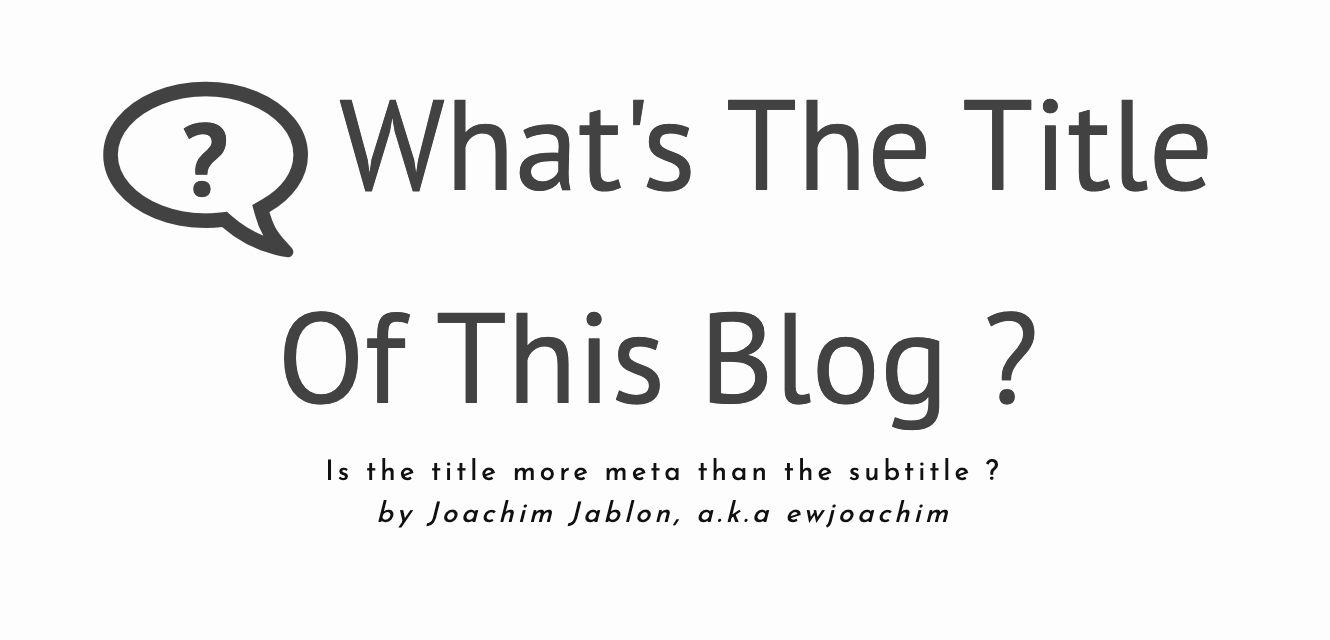 ? What's The Title
Of This Blog ?
Is the title more meta than the subtitle ?
by Joachim Jablon, a.k.a ewjoachim